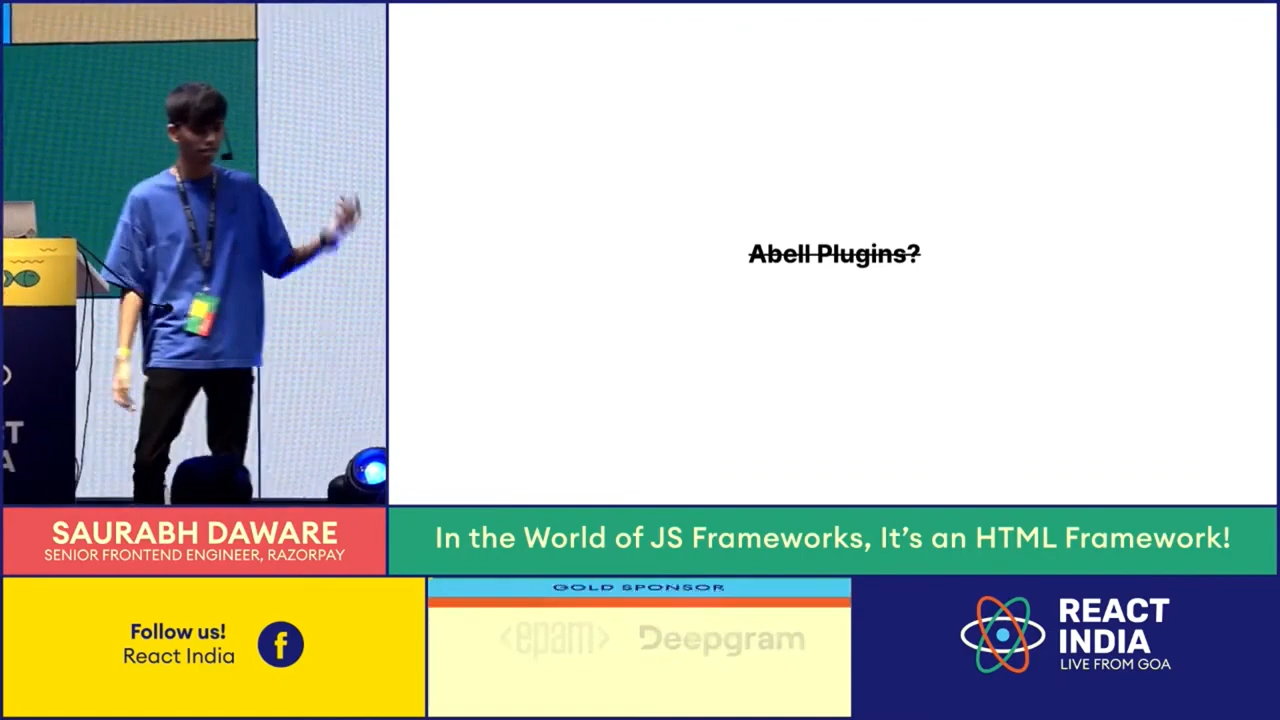 Abell Plugins?
SAURABH DAWARE
SENIOR FRONTEND ENGINEER, RAZORPAY
In the World of JS Frameworks, It's an HTML Framework!
Follow us!
React India
f
GOLD SPONSOR
<epam>
Deepgram
REACT
INDIA
LIVE FROM GOA